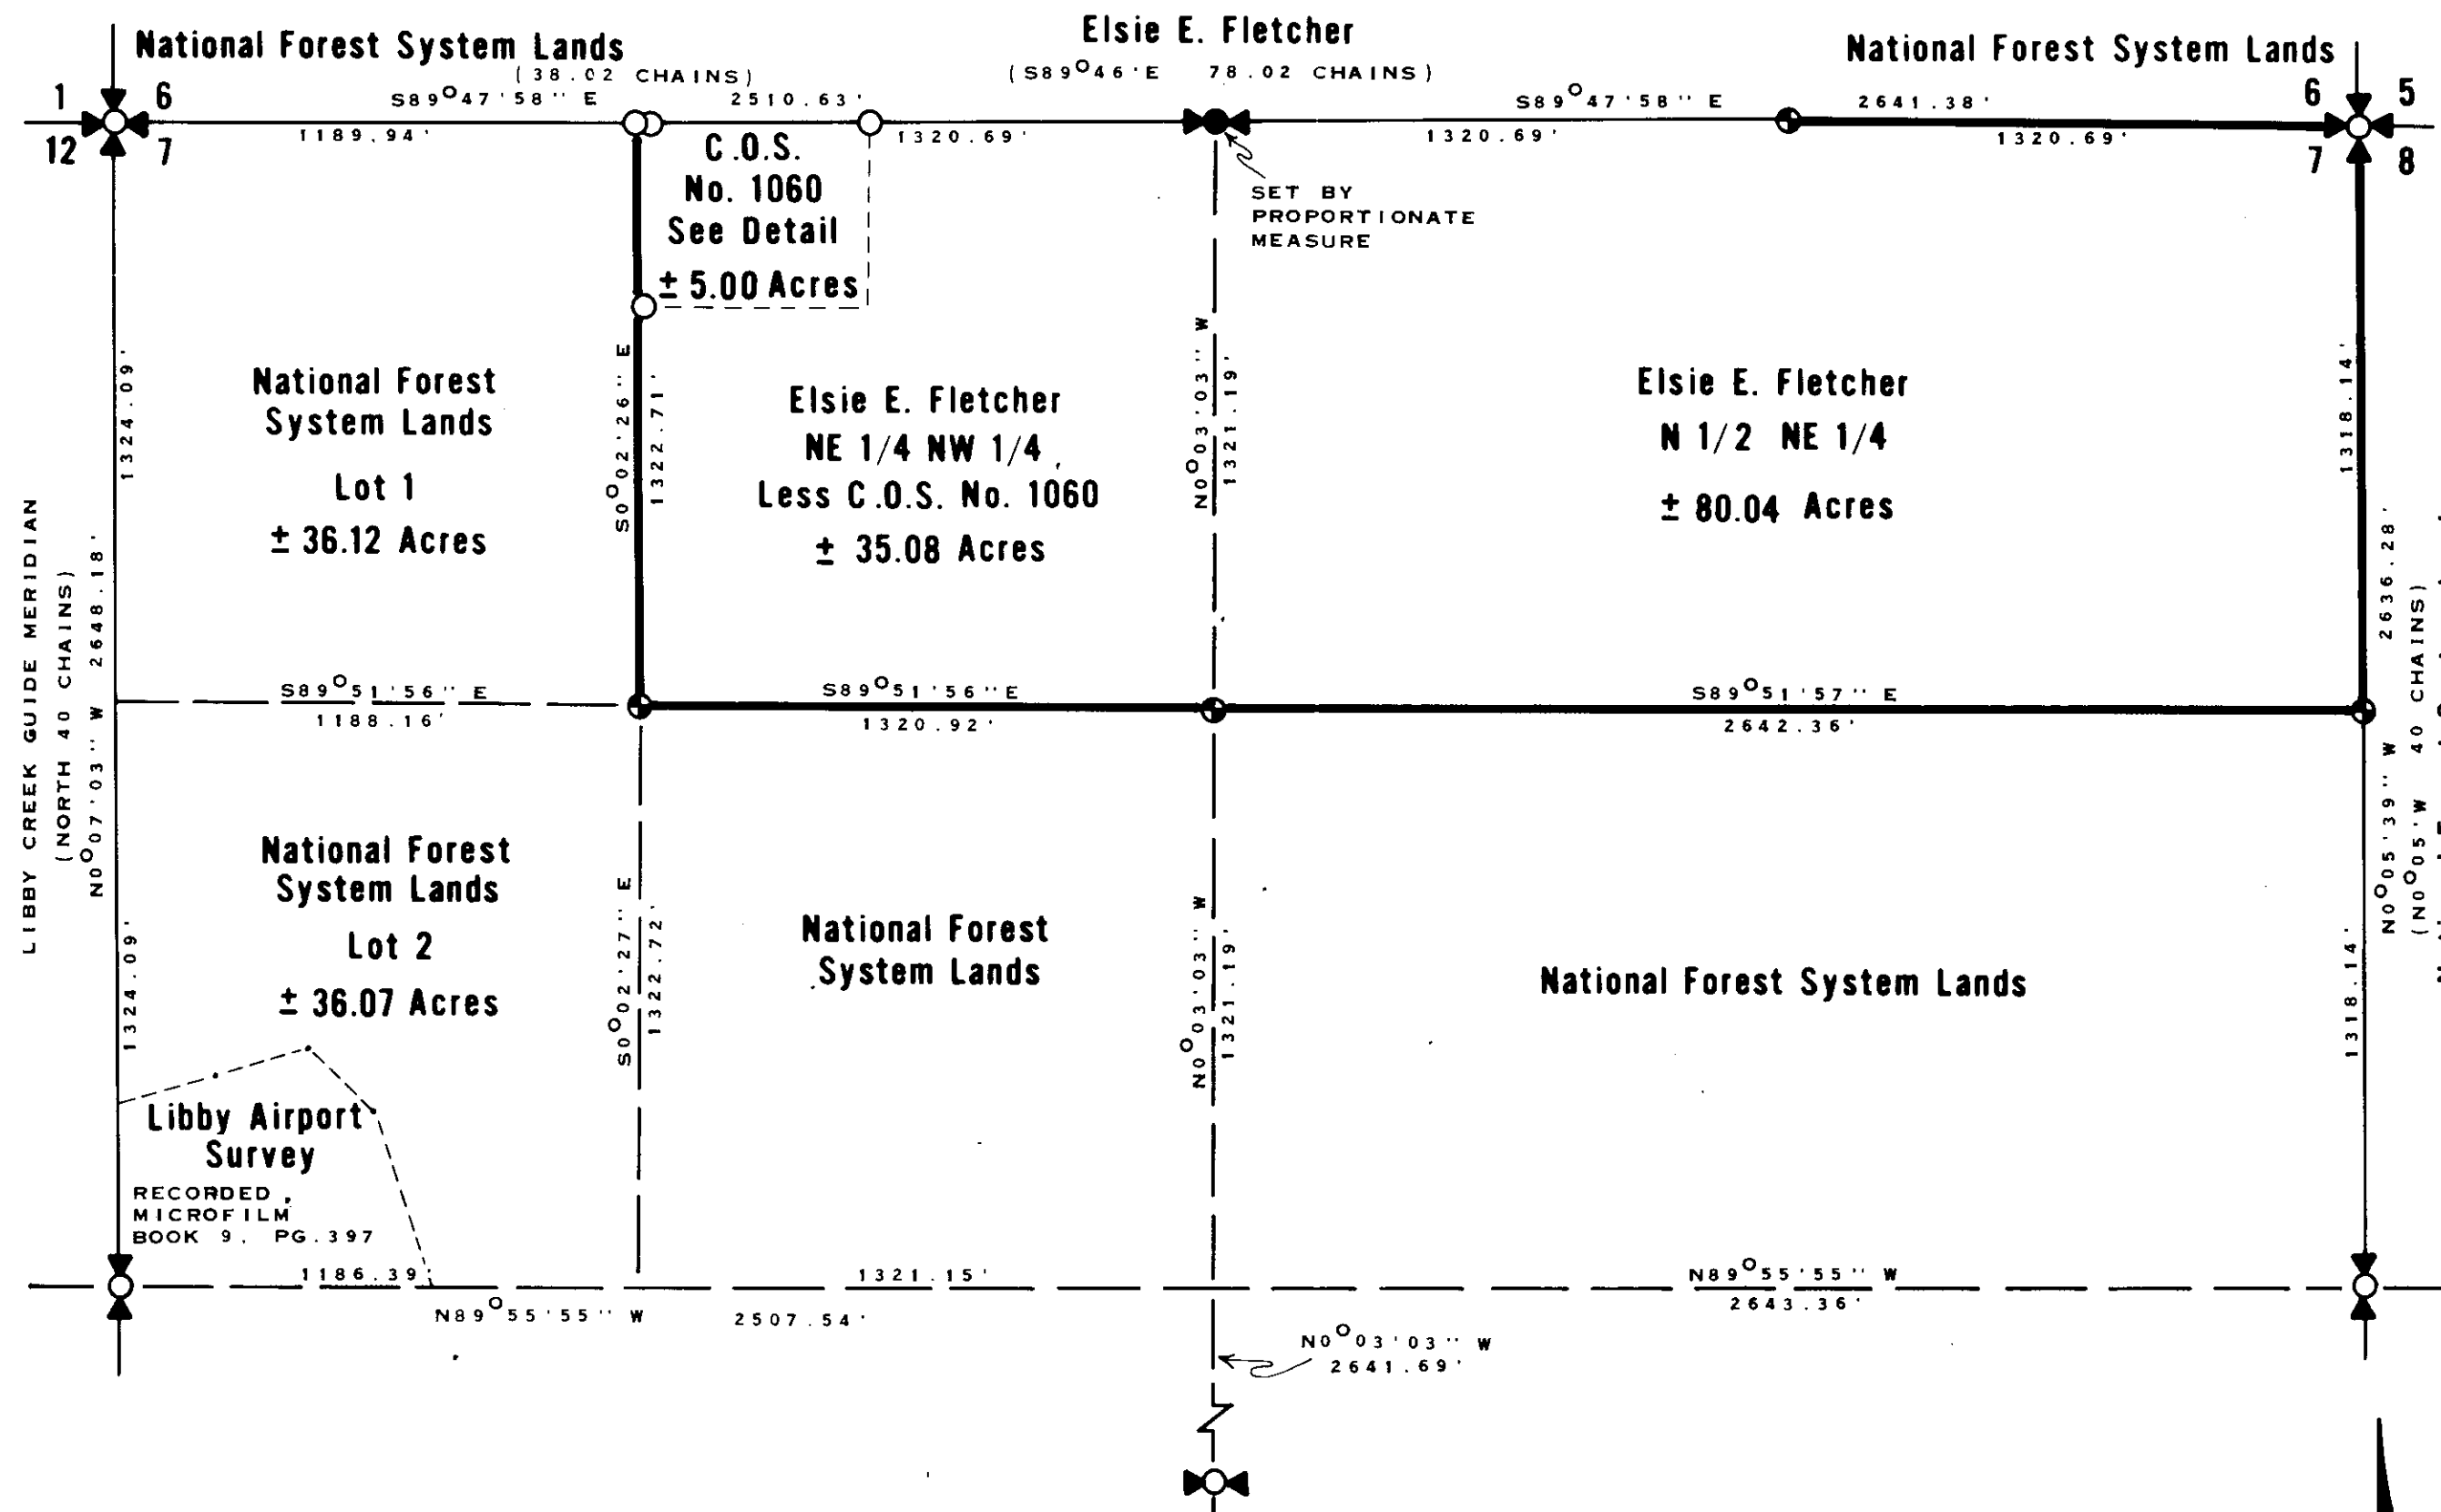 National Forest System Lands
Elsie E. Fletcher
National Forest System Lands
(38.02 CHAINS)
(S89°46'E 78.02 CHAINS)
1 6
S89°47'58" E 2510.63'
S89°47'58" E 2641.38'
6 5
12 7
1189.94'
1320.69'
1320.69'
1320.69'
7 8
C.O.S.
No. 1060
See Detail
± 5.00 Acres
SET BY
PROPORTIONATE
MEASURE
1324.09'
National Forest
System Lands
Lot 1
± 36.12 Acres
S0°02'26" E
1322.71'
Elsie E. Fletcher
NE 1/4 NW 1/4
Less C.O.S. No. 1060
± 35.08 Acres
N0°03'03" W
1321.19'
Elsie E. Fletcher
N 1/2 NE 1/4
± 80.04 Acres
1318.14'
LIBBY CREEK GUIDE MERIDIAN
(NORTH 40 CHAINS)
N0°07'03" W 2648.18'
N0°05'39" W 2636.28'
(N0°05'W 40 CHAINS)
S89°51'56" E
1188.16'
S89°51'56"E
1320.92'
S89°51'57" E
2642.36'
1324.09'
National Forest
System Lands
Lot 2
± 36.07 Acres
S0°02'27" E
1322.72'
National Forest
System Lands
N0°03'03" W
1321.19'
National Forest System Lands
1318.14'
Libby Airport
Survey
RECORDED
MICROFILM
BOOK 9, PG.397
1186.39'
1321.15'
N89°55'55" W
2643.36'
N89°55'55" W 2507.54'
N0°03'03" W
2641.69'